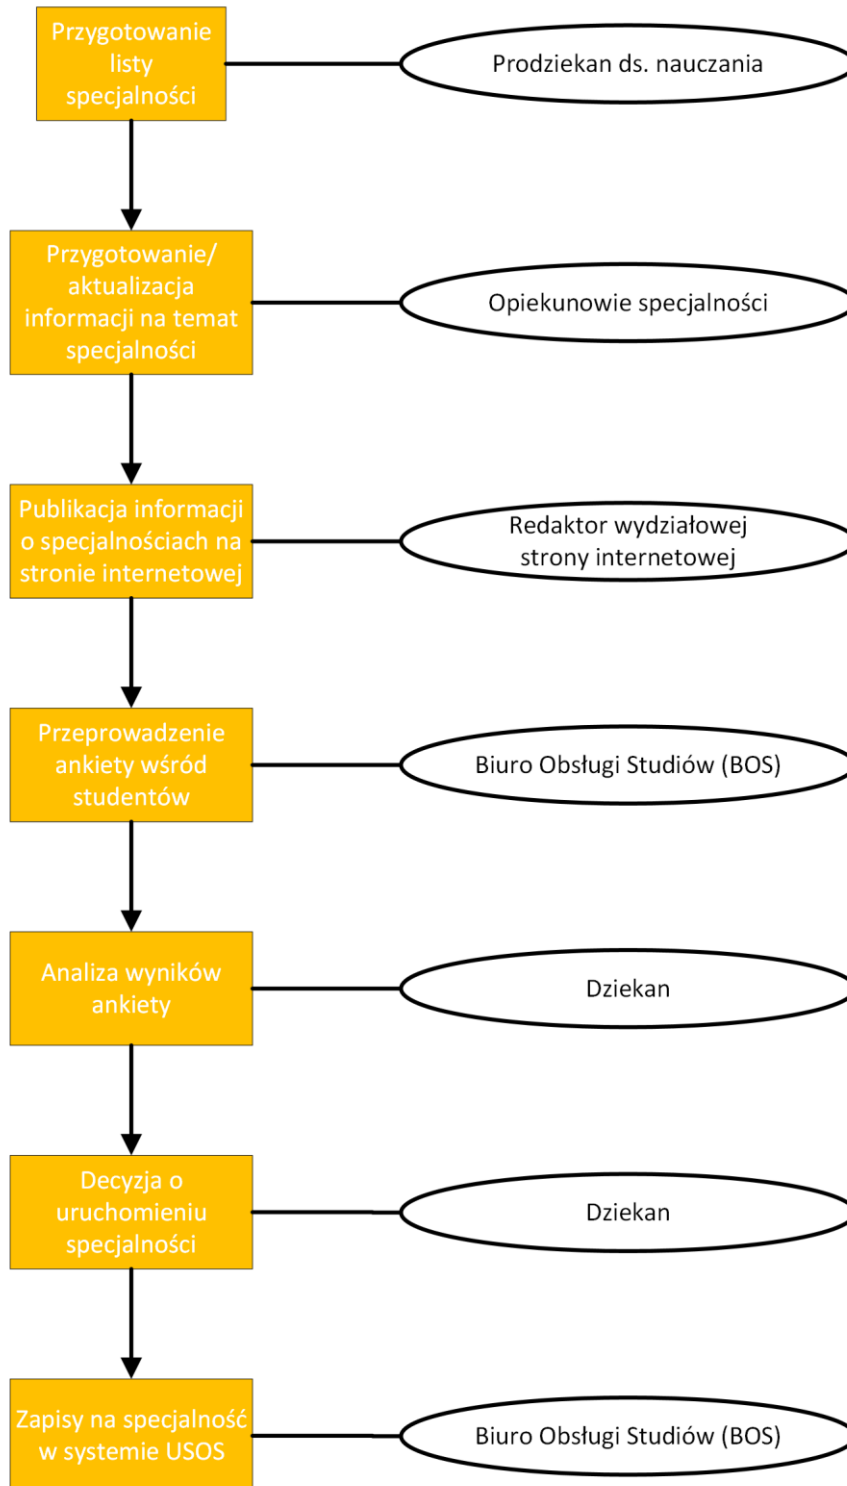 Przygotowanie
listy
specjalności
Prodziekan ds. nauczania
Przygotowanie/
aktualizacja
informacji na temat
specjalności
Opiekunowie specjalności
Publikacja informacji
o specjalnościach na
stronie internetowej
Redaktor wydziałowej
strony internetowej
Przeprowadzenie
ankiety wśród
studentów
Biuro Obsługi Studiów (BOS)
Analiza wyników
ankiety
Dziekan
Decyzja o
uruchomieniu
specjalności
Dziekan
Zapisy na specjalność
w systemie USOS
Biuro Obsługi Studiów (BOS)